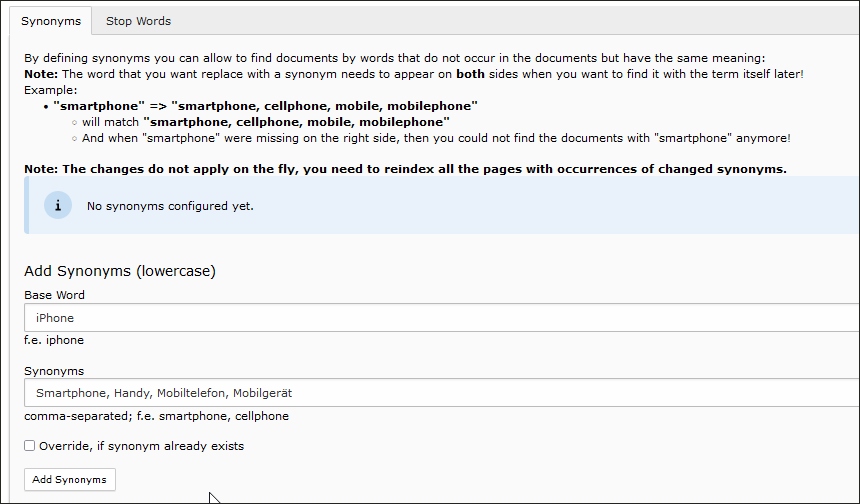 Synonyms Stop Words
By defining synonyms you can allow to find documents by words that do not occur in the documents but have the same meaning:
Note: The word that you want replace with a synonym needs to appear on both sides when you want to find it with the term itself later!
Example:
• "smartphone" => "smartphone, cellphone, mobile, mobilephone"
◦ will match "smartphone, cellphone, mobile, mobilephone"
◦ And when "smartphone" were missing on the right side, then you could not find the documents with "smartphone" anymore!
Note: The changes do not apply on the fly, you need to reindex all the pages with occurrences of changed synonyms.
i No synonyms configured yet.
Add Synonyms (lowercase)
Base Word
iPhone
f.e. iphone
Synonyms
Smartphone, Handy, Mobiltelefon, Mobilgerät
comma-separated; f.e. smartphone, cellphone
Override, if synonym already exists
Add Synonyms